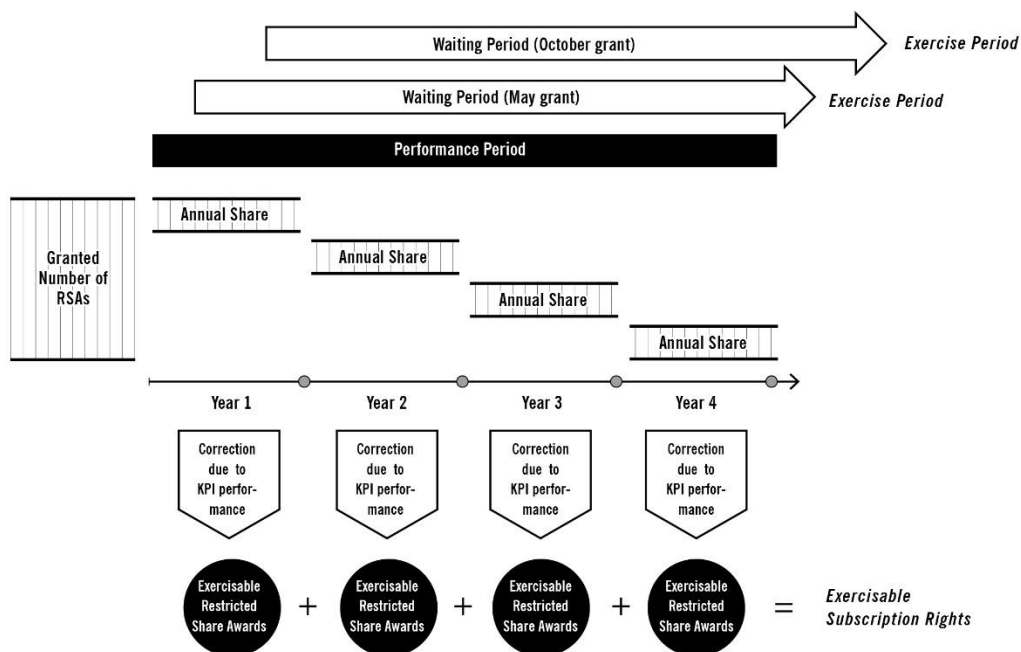 Waiting Period (October grant)
Exercise Period
Waiting Period (May grant)
Exercise Period
Performance Period
Granted
Number of
RSAs
Annual Share
Annual Share
Annual Share
Annual Share
Year 1
Year 2
Year 3
Year 4
Correction
due to
KPI perfor-
mance
Correction
due to
KPI perfor-
mance
Correction
due to
KPI perfor-
mance
Correction
due to
KPI perfor-
mance
Exercisable
Restricted
Share Awards
+
Exercisable
Restricted
Share Awards
+
Exercisable
Restricted
Share Awards
+
Exercisable
Restricted
Share Awards
=
Exercisable
Subscription Rights